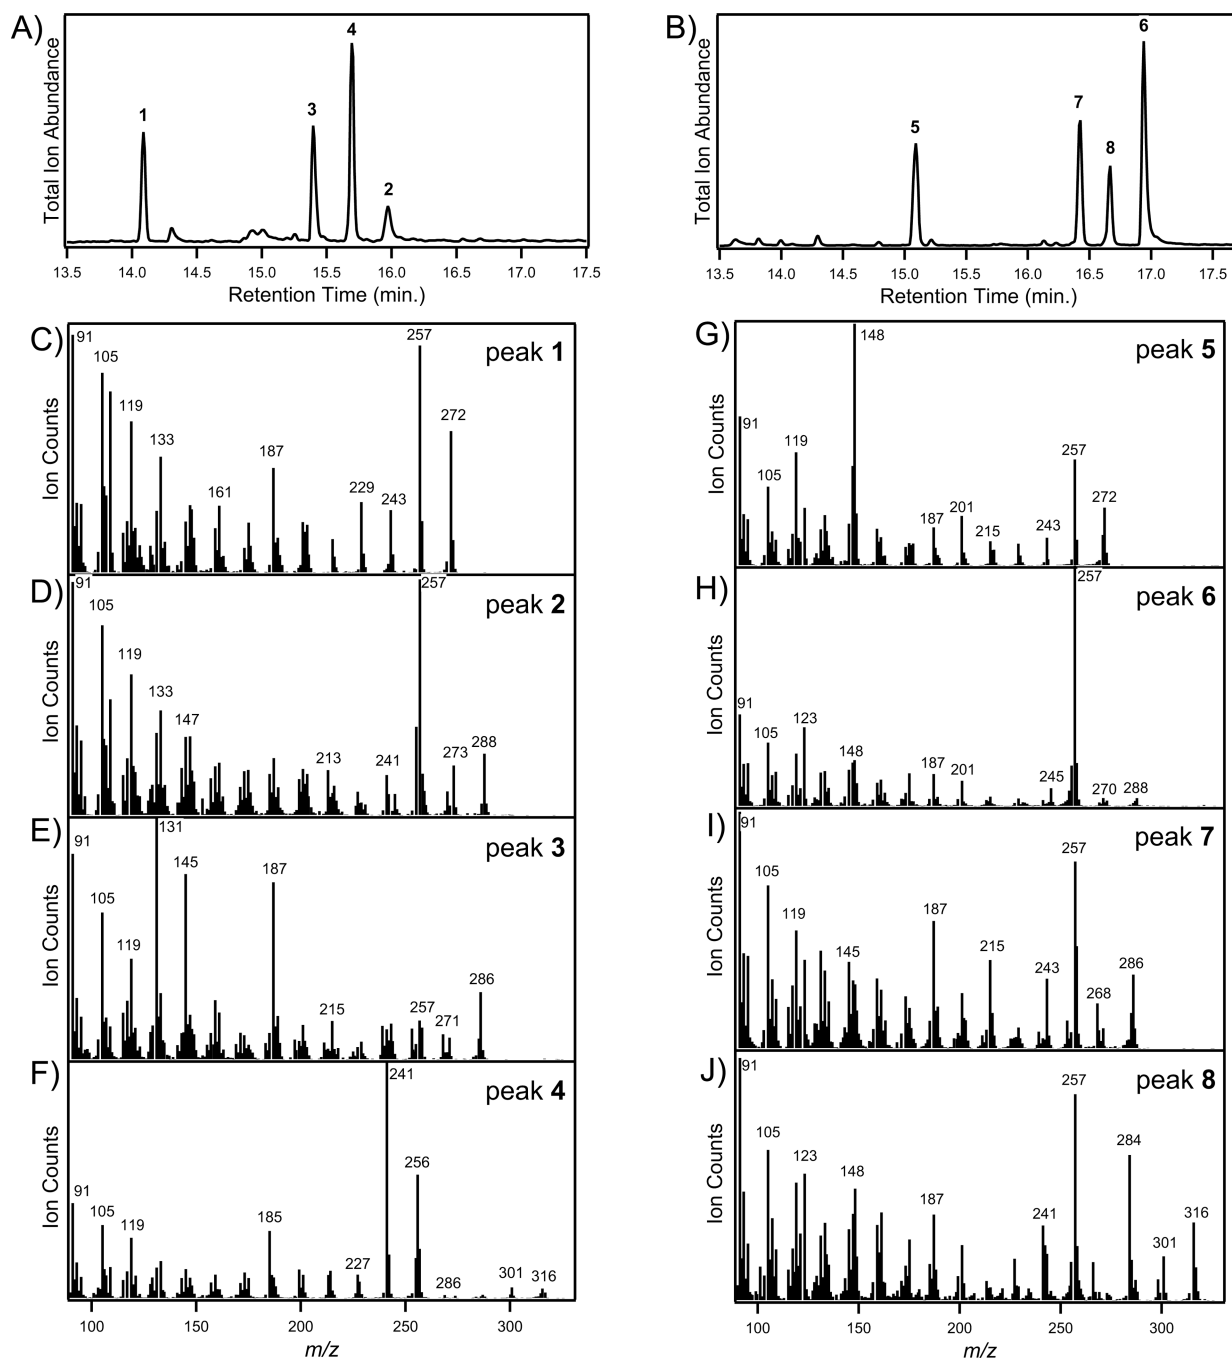 A)
Total Ion Abundance
1
3
4
2
13.5 14.0 14.5 15.0 15.5 16.0 16.5 17.0 17.5
Retention Time (min.)
B)
Total Ion Abundance
5
7
8
6
13.5 14.0 14.5 15.0 15.5 16.0 16.5 17.0 17.5
Retention Time (min.)
C)
Ion Counts
peak 1
91
105
119
133
161
187
229
243
257
272
D)
Ion Counts
peak 2
91
105
119
133
147
213
241
257
273
288
E)
Ion Counts
peak 3
91
105
119
131
145
187
215
257
271
286
F)
Ion Counts
peak 4
91
105
119
185
227
241
256
286
301
316
100 150 200 250 300
m/z
G)
Ion Counts
peak 5
91
105
119
148
187
201
215
243
257
272
H)
Ion Counts
peak 6
91
105
123
148
187
201
245
257
270
288
I)
Ion Counts
peak 7
91
105
119
145
187
215
243
257
268
286
J)
Ion Counts
peak 8
91
105
123
148
187
241
257
284
301
316
100 150 200 250 300
m/z